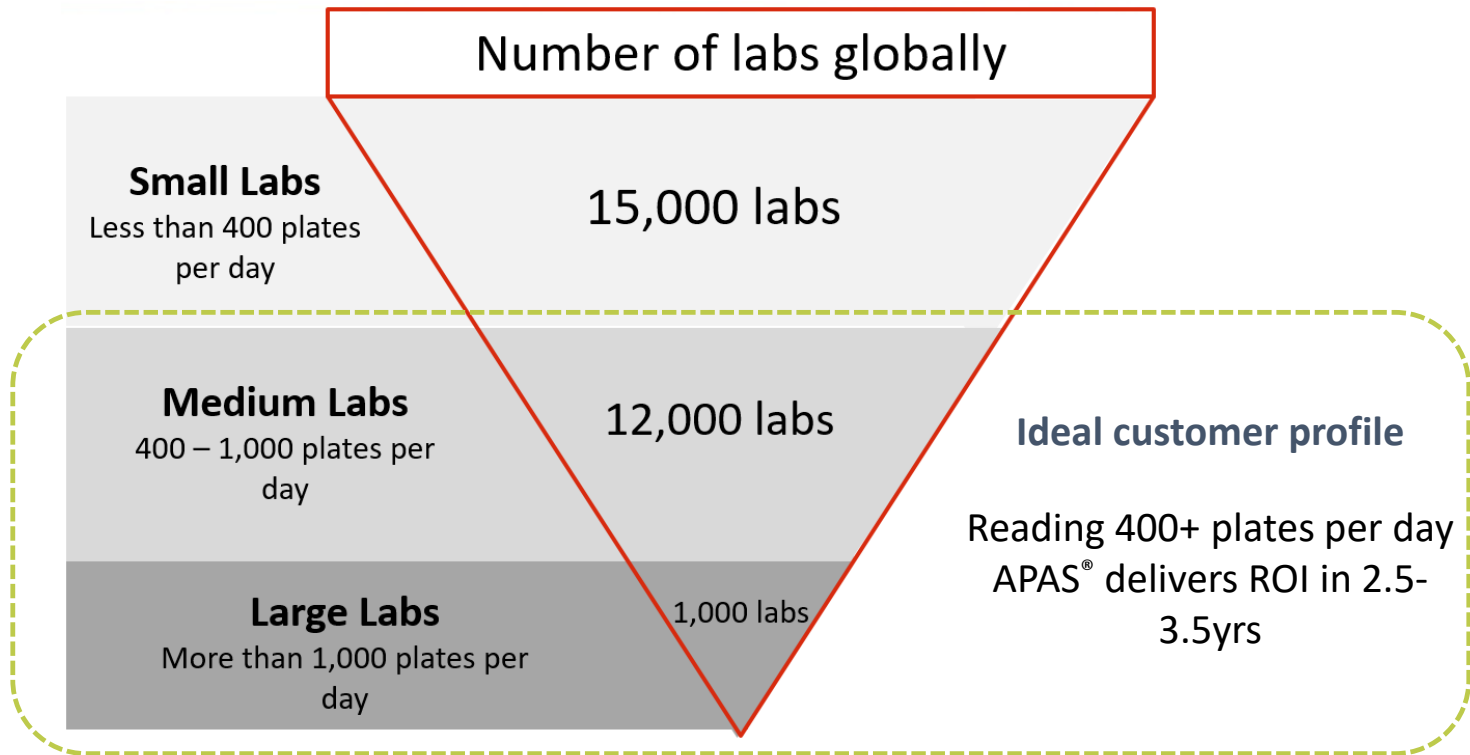 Number of labs globally
Small Labs
Less than 400 plates
per day
15,000 labs
Medium Labs
400 – 1,000 plates per
day
12,000 labs
Large Labs
More than 1,000 plates per
day
1,000 labs
Ideal customer profile
Reading 400+ plates per day
APAS® delivers ROI in 2.5-
3.5yrs